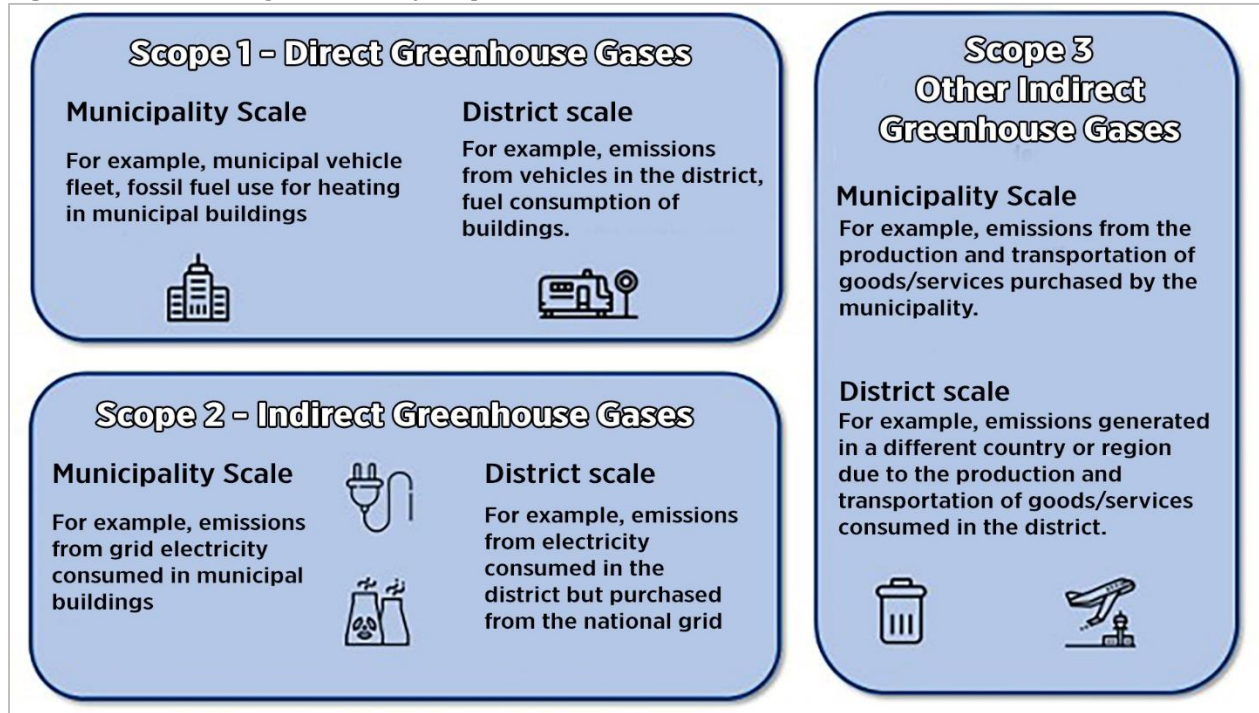 Scope 1 - Direct Greenhouse Gases
Municipality Scale
For example, municipal vehicle
fleet, fossil fuel use for heating
in municipal buildings
District scale
For example, emissions
from vehicles in the district,
fuel consumption of
buildings.
Scope 2 - Indirect Greenhouse Gases
Municipality Scale
For example, emissions
from grid electricity
consumed in municipal
buildings
District scale
For example, emissions
from electricity
consumed in the
district but purchased
from the national grid
Scope 3
Other Indirect
Greenhouse Gases
Municipality Scale
For example, emissions from the
production and transportation of
goods/services purchased by the
municipality.
District scale
For example, emissions generated
in a different country or region
due to the production and
transportation of goods/services
consumed in the district.